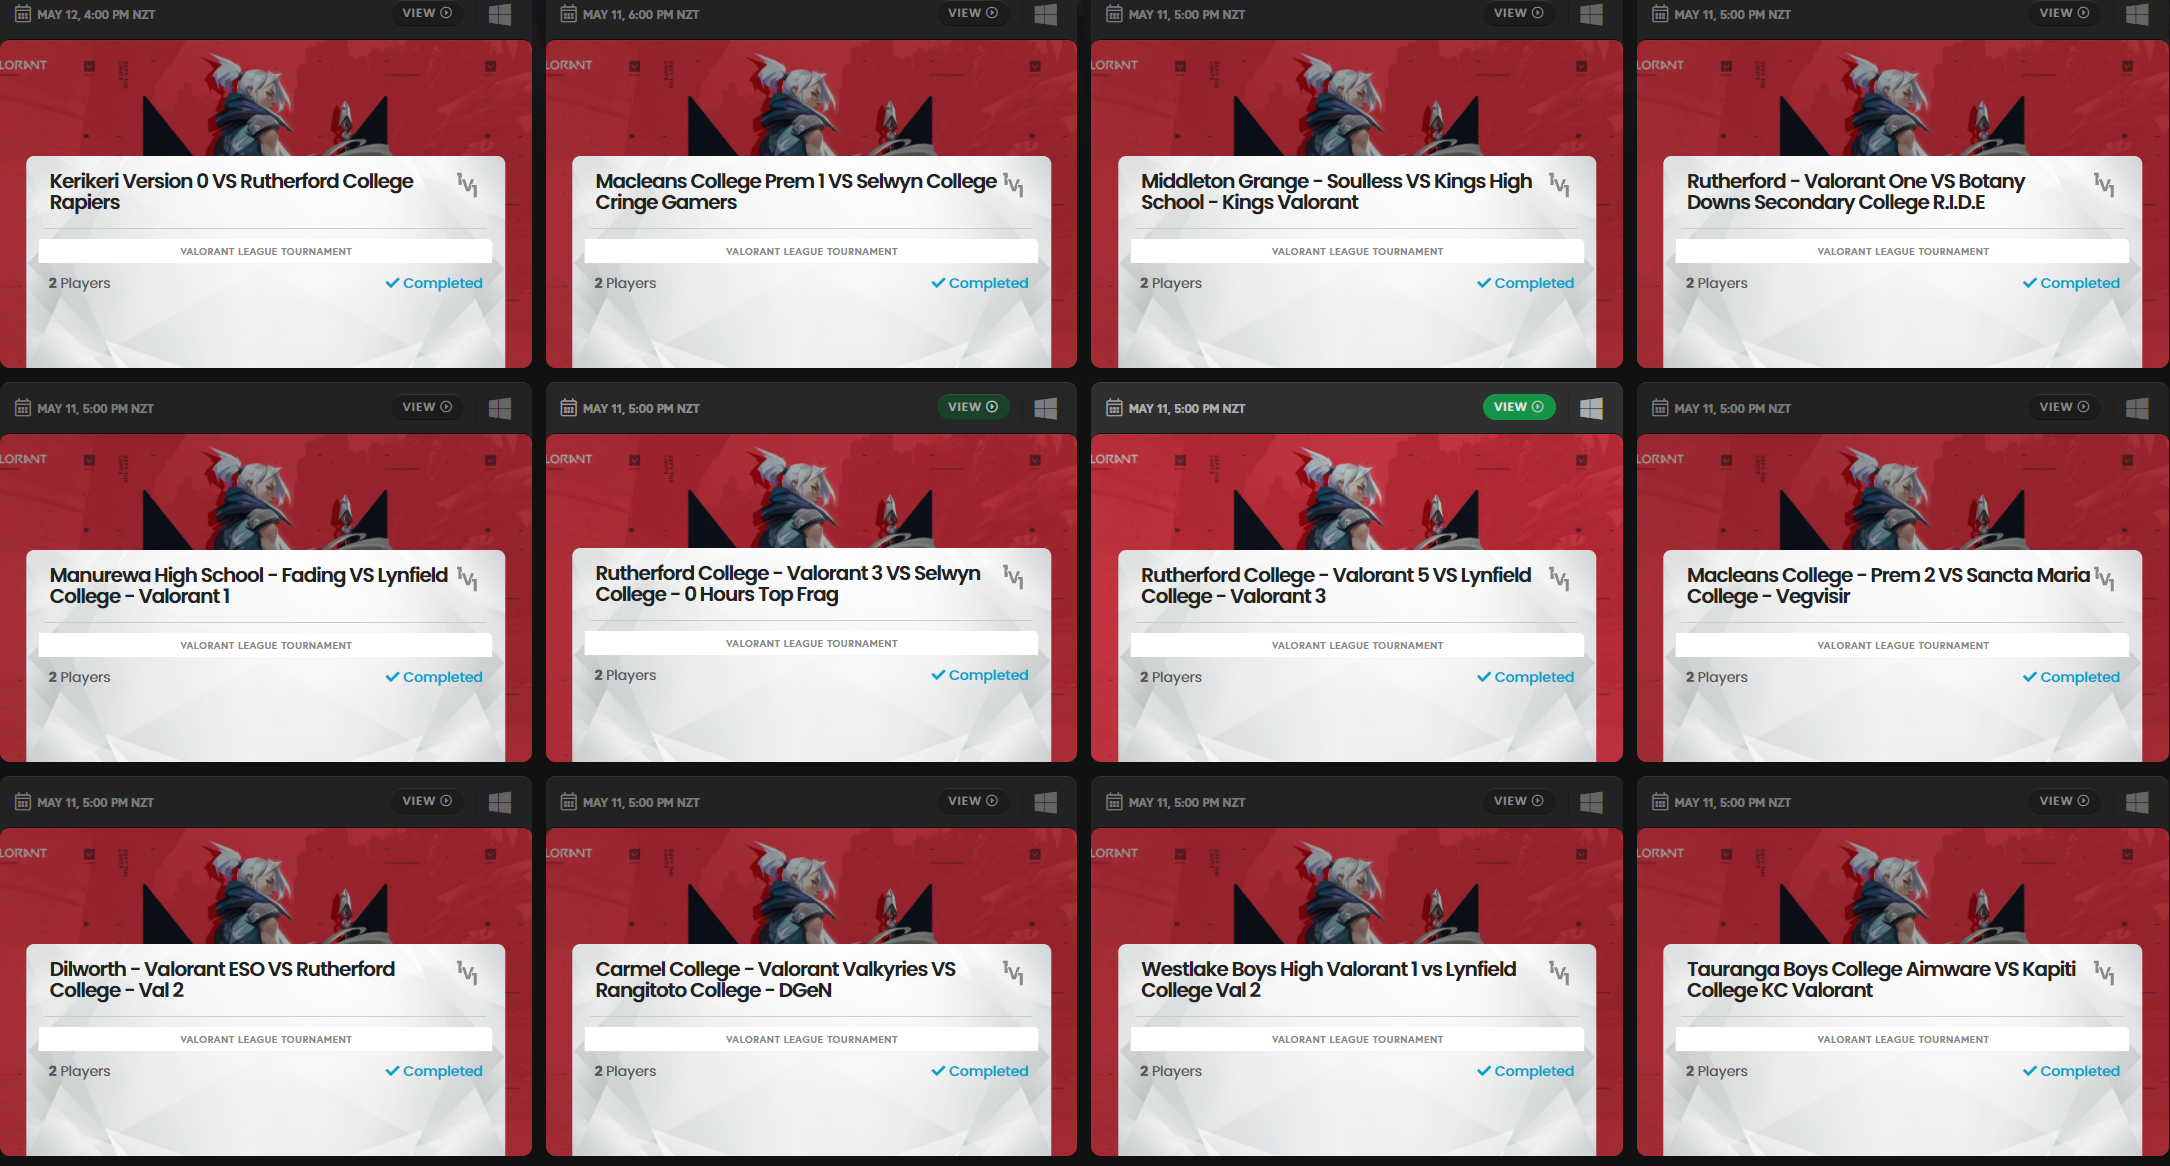 MAY 12, 4:00 PM NZT
VIEW
MAY 11, 6:00 PM NZT
VIEW
MAY 11, 5:00 PM NZT
VIEW
MAY 11, 5:00 PM NZT
VIEW
LORANT
Kerikeri Version 0 VS Rutherford College
Rapiers
1V1
VALORANT LEAGUE TOURNAMENT
2 Players
Completed
LORANT
Macleans College Prem 1 VS Selwyn College
Cringe Gamers
1V1
VALORANT LEAGUE TOURNAMENT
2 Players
Completed
LORANT
Middleton Grange - Soulless VS Kings High
School - Kings Valorant
1V1
VALORANT LEAGUE TOURNAMENT
2 Players
Completed
LORANT
Rutherford - Valorant One VS Botany
Downs Secondary College R.I.D.E
1V1
VALORANT LEAGUE TOURNAMENT
2 Players
Completed
MAY 11, 5:00 PM NZT
VIEW
MAY 11, 5:00 PM NZT
VIEW
MAY 11, 5:00 PM NZT
VIEW
MAY 11, 5:00 PM NZT
VIEW
LORANT
Manurewa High School - Fading VS Lynfield
College - Valorant 1
1V1
VALORANT LEAGUE TOURNAMENT
2 Players
Completed
LORANT
Rutherford College - Valorant 3 VS Selwyn
College - 0 Hours Top Frag
1V1
VALORANT LEAGUE TOURNAMENT
2 Players
Completed
LORANT
Rutherford College - Valorant 5 VS Lynfield
College - Valorant 3
1V1
VALORANT LEAGUE TOURNAMENT
2 Players
Completed
LORANT
Macleans College - Prem 2 VS Sancta Maria
College - Vegvisir
1V1
VALORANT LEAGUE TOURNAMENT
2 Players
Completed
MAY 11, 5:00 PM NZT
VIEW
MAY 11, 5:00 PM NZT
VIEW
MAY 11, 5:00 PM NZT
VIEW
MAY 11, 5:00 PM NZT
VIEW
LORANT
Dilworth - Valorant ESO VS Rutherford
College - Val 2
1V1
VALORANT LEAGUE TOURNAMENT
2 Players
Completed
LORANT
Carmel College - Valorant Valkyries VS
Rangitoto College - DGeN
1V1
VALORANT LEAGUE TOURNAMENT
2 Players
Completed
LORANT
Westlake Boys High Valorant 1 vs Lynfield
College Val 2
1V1
VALORANT LEAGUE TOURNAMENT
2 Players
Completed
LORANT
Tauranga Boys College Aimware VS Kapiti
College KC Valorant
1V1
VALORANT LEAGUE TOURNAMENT
2 Players
Completed